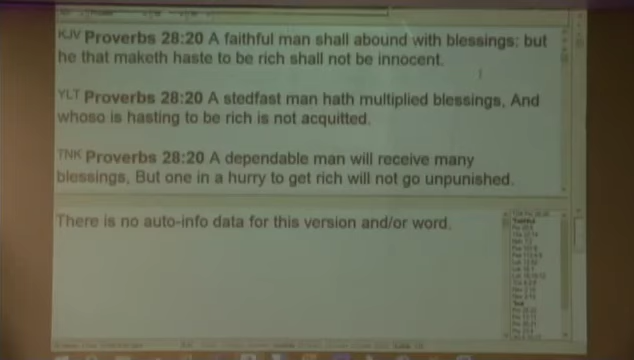 KJV Proverbs 28:20 A faithful man shall abound with blessings: but
he that maketh haste to be rich shall not be innocent.
YLT Proverbs 28:20 A stedfast man hath multiplied blessings, And
whoso is hasting to be rich is not acquitted.
TNK Proverbs 28:20 A dependable man will receive many
blessings, But one in a hurry to get rich will not go unpunished.
There is no auto-info data for this version and/or word.